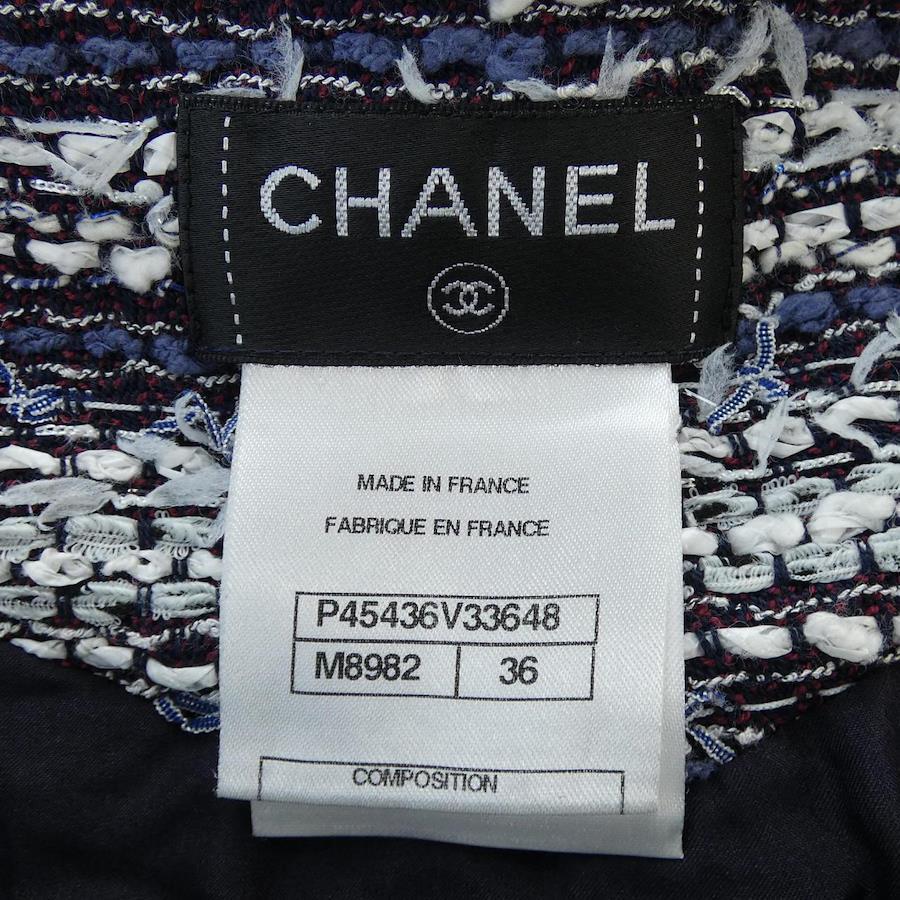 CHANEL
MADE IN FRANCE
FABRIQUE EN FRANCE
P45436V33648
M8982 36
COMPOSITION